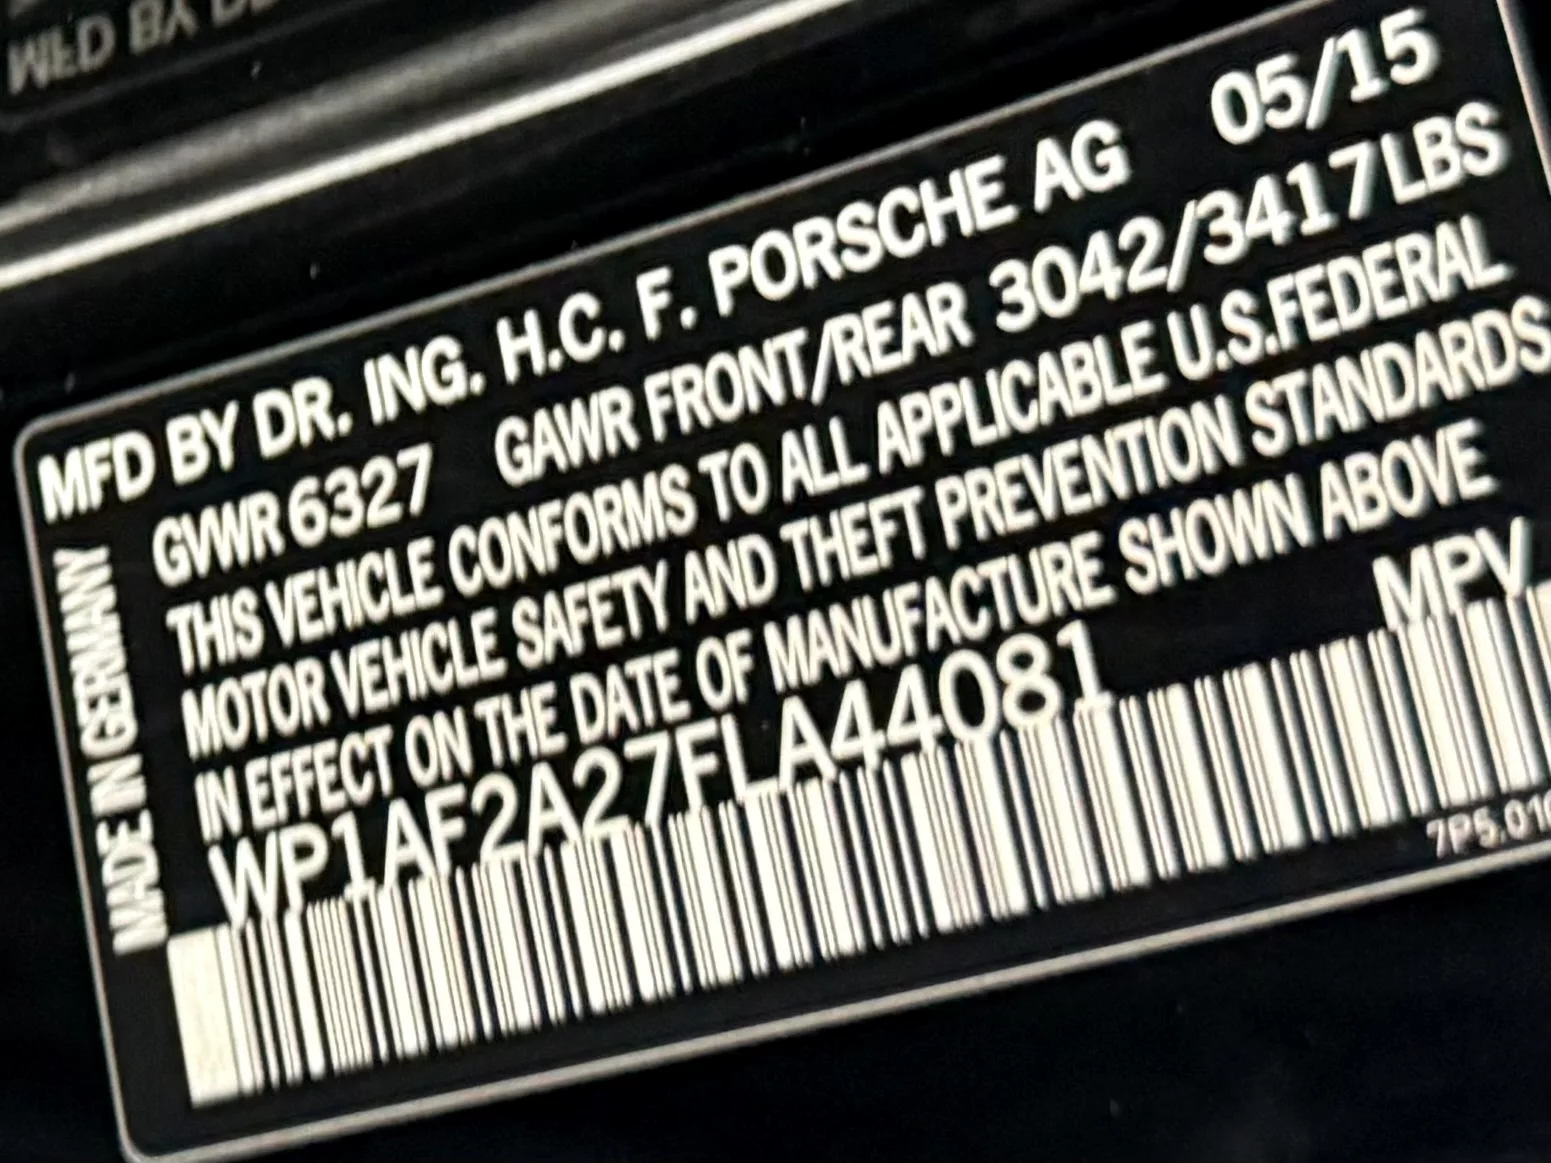 MFD BY DR. ING. H.C. F. PORSCHE AG 05/15
GVWR 6327 GAWR FRONT/REAR 3042/3417LBS
THIS VEHICLE CONFORMS TO ALL APPLICABLE U.S.FEDERAL
MOTOR VEHICLE SAFETY AND THEFT PREVENTION STANDARDS
IN EFFECT ON THE DATE OF MANUFACTURE SHOWN ABOVE
WP1AF2A27FLA44081 MPV
MADE IN GERMANY